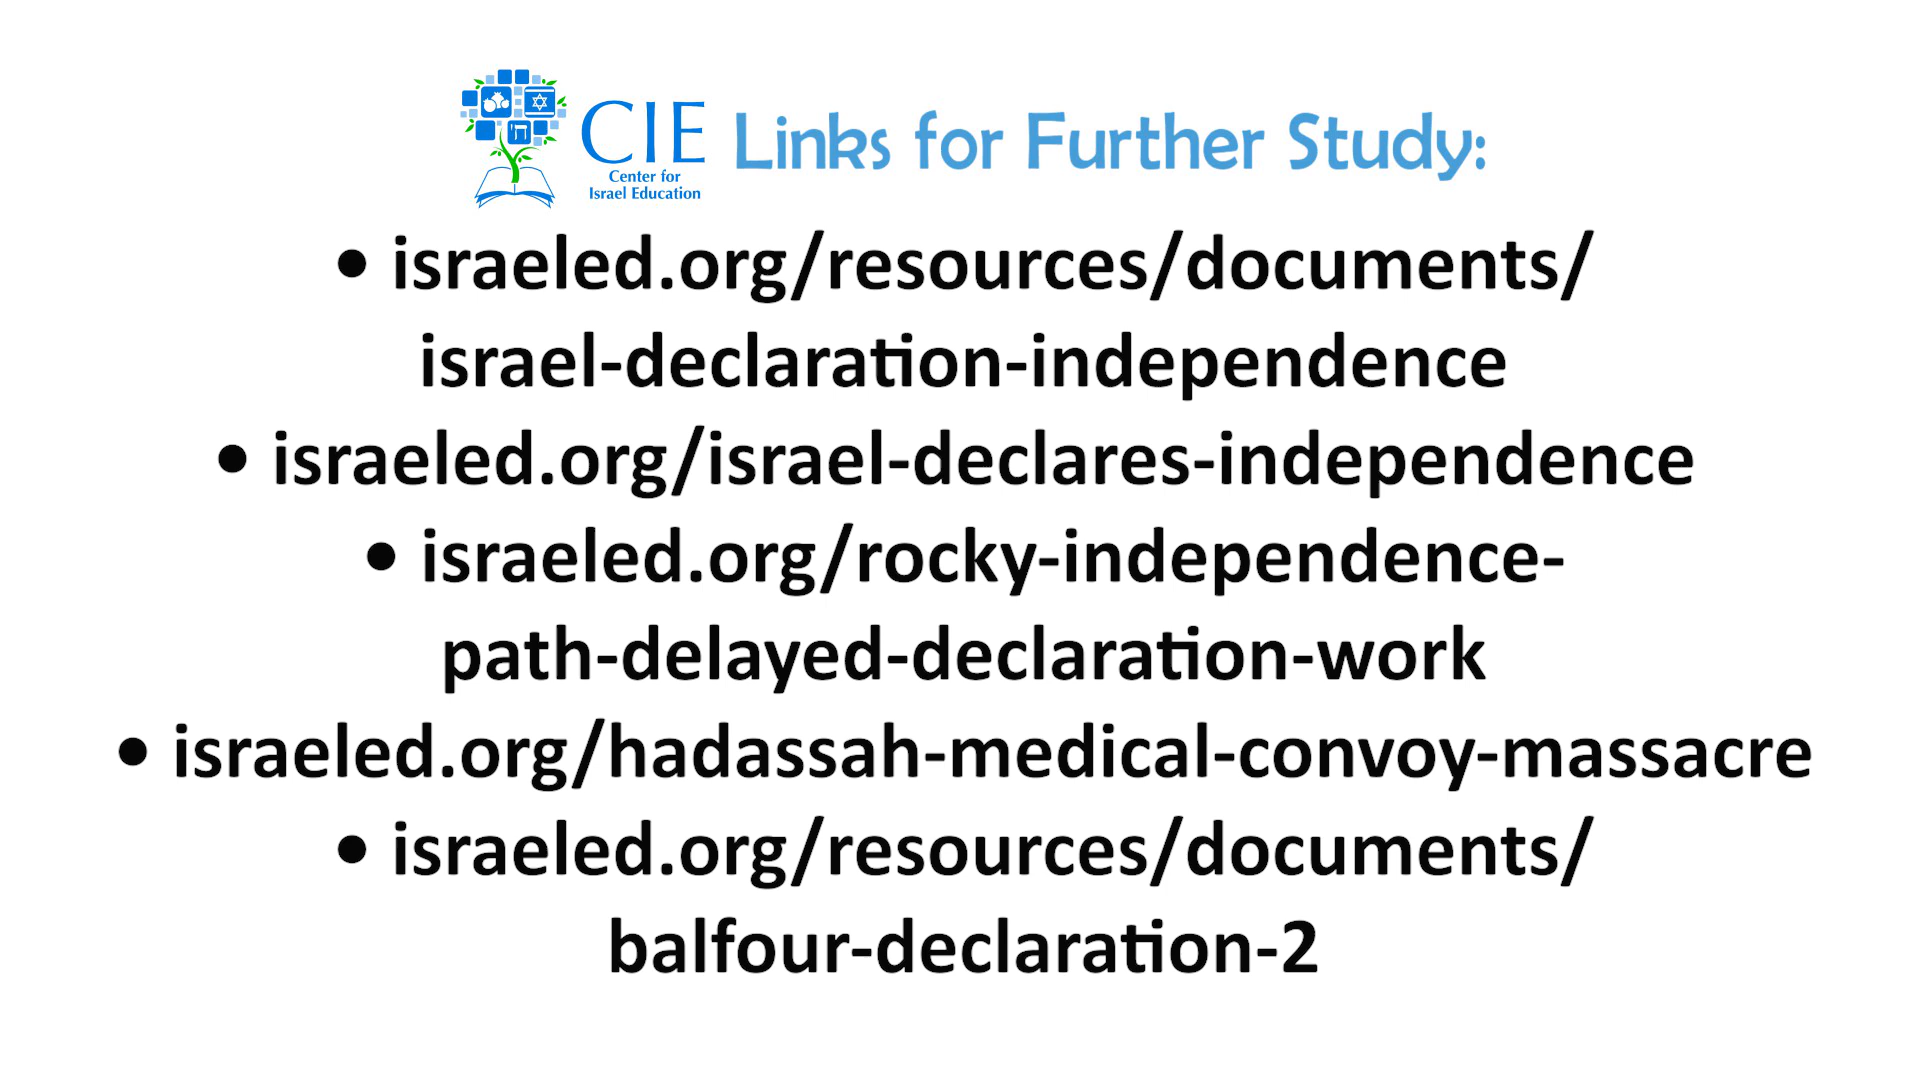 CIE Links for Further Study:
Center for
Israel Education
• israeled.org/resources/documents/
israel-declaration-independence
• israeled.org/israel-declares-independence
• israeled.org/rocky-independence-
path-delayed-declaration-work
• israeled.org/hadassah-medical-convoy-massacre
• israeled.org/resources/documents/
balfour-declaration-2